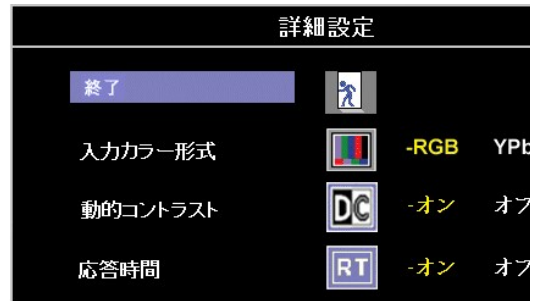 詳細設定
終了
入力カラー形式 -RGB YPb
動的コントラスト DC -オン オフ
応答時間 RT -オン オフ